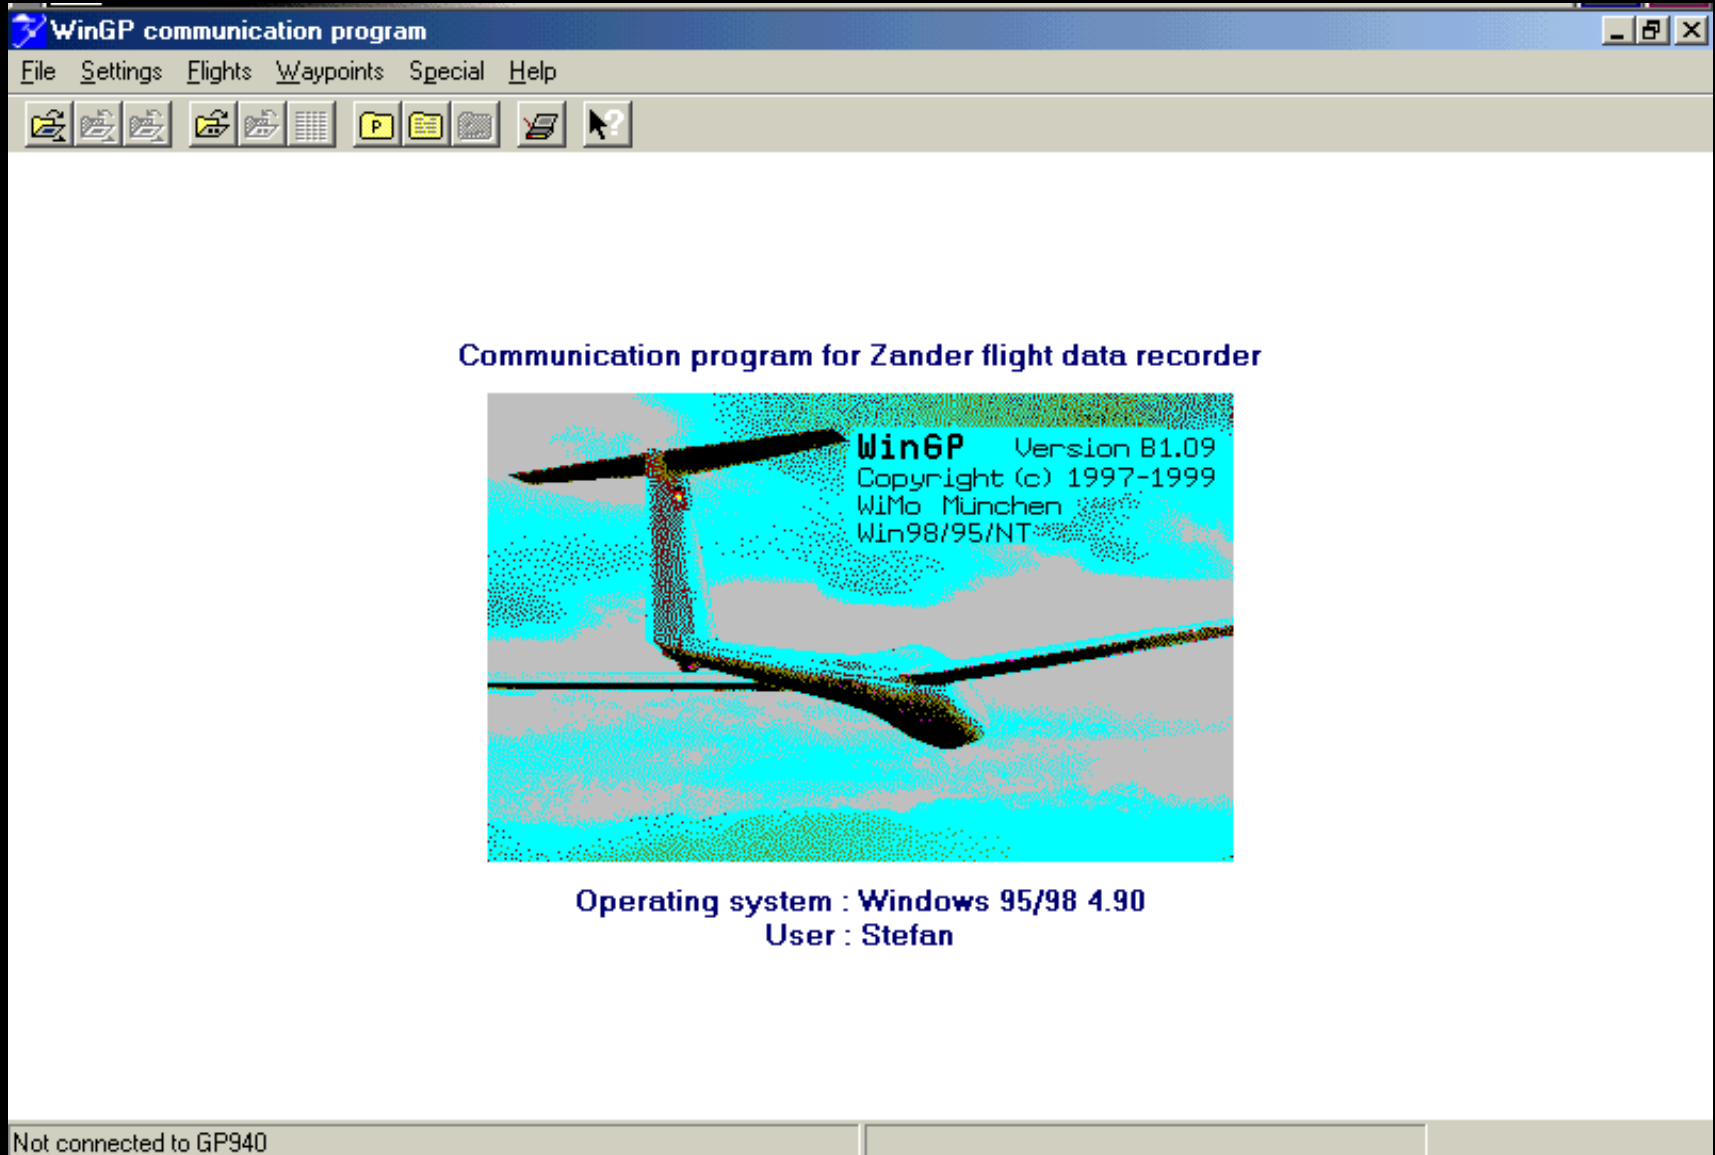 WinGP communication program
File Settings Flights Waypoints Special Help
P
Communication program for Zander flight data recorder
WinGP Version B1.09
Copyright (c) 1997-1999
WiMo München
Win98/95/NT
Operating system : Windows 95/98 4.90
User : Stefan
Not connected to GP940